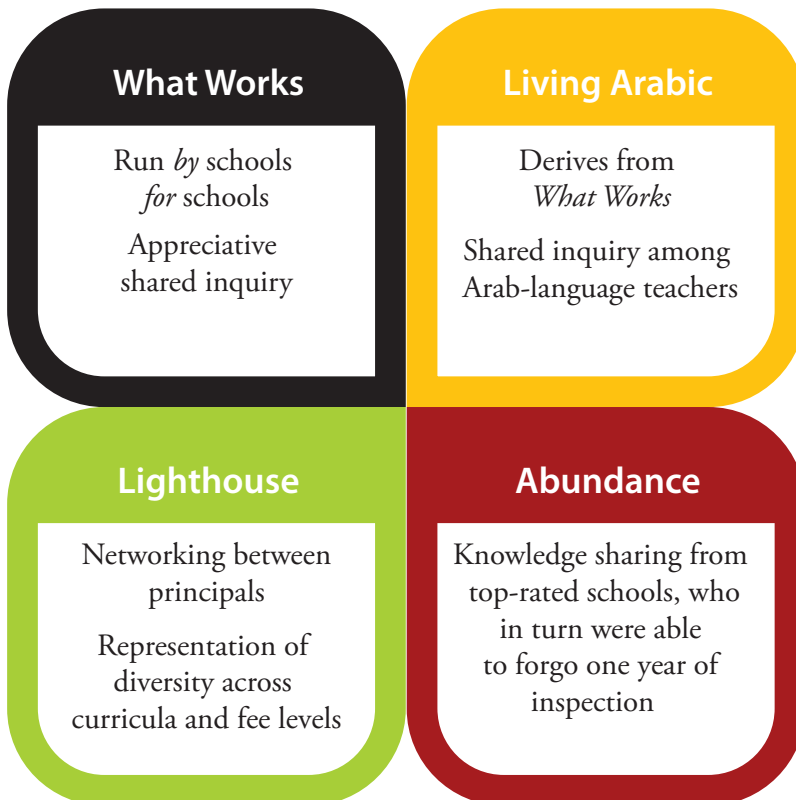 What Works
Run by schools
for schools
Appreciative
shared inquiry
Living Arabic
Derives from
What Works
Shared inquiry among
Arab-language teachers
Lighthouse
Networking between
principals
Representation of
diversity across
curricula and fee levels
Abundance
Knowledge sharing from
top-rated schools, who
in turn were able
to forgo one year of
inspection